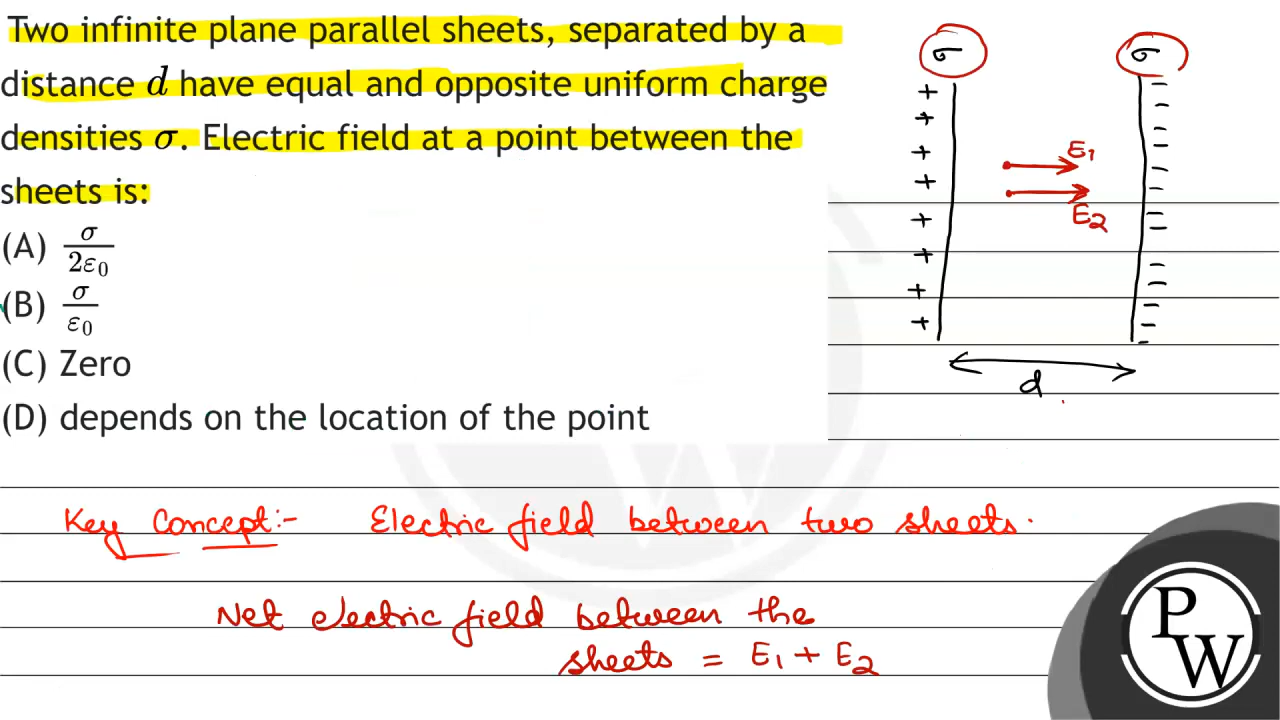 Two infinite plane parallel sheets, separated by a
distance d have equal and opposite uniform charge
densities σ. Electric field at a point between the
sheets is:
(A) σ/2ε₀
(B) σ/ε₀
(C) Zero
(D) depends on the location of the point
σ σ
+ −
+ −
+ −
+ −
+ −
+ −
+ −
+ −
−
−
−
−
E₁
E₂
d
Key Concept:- Electric field between two sheets.
Net electric field between the
sheets = E₁ + E₂
P
W